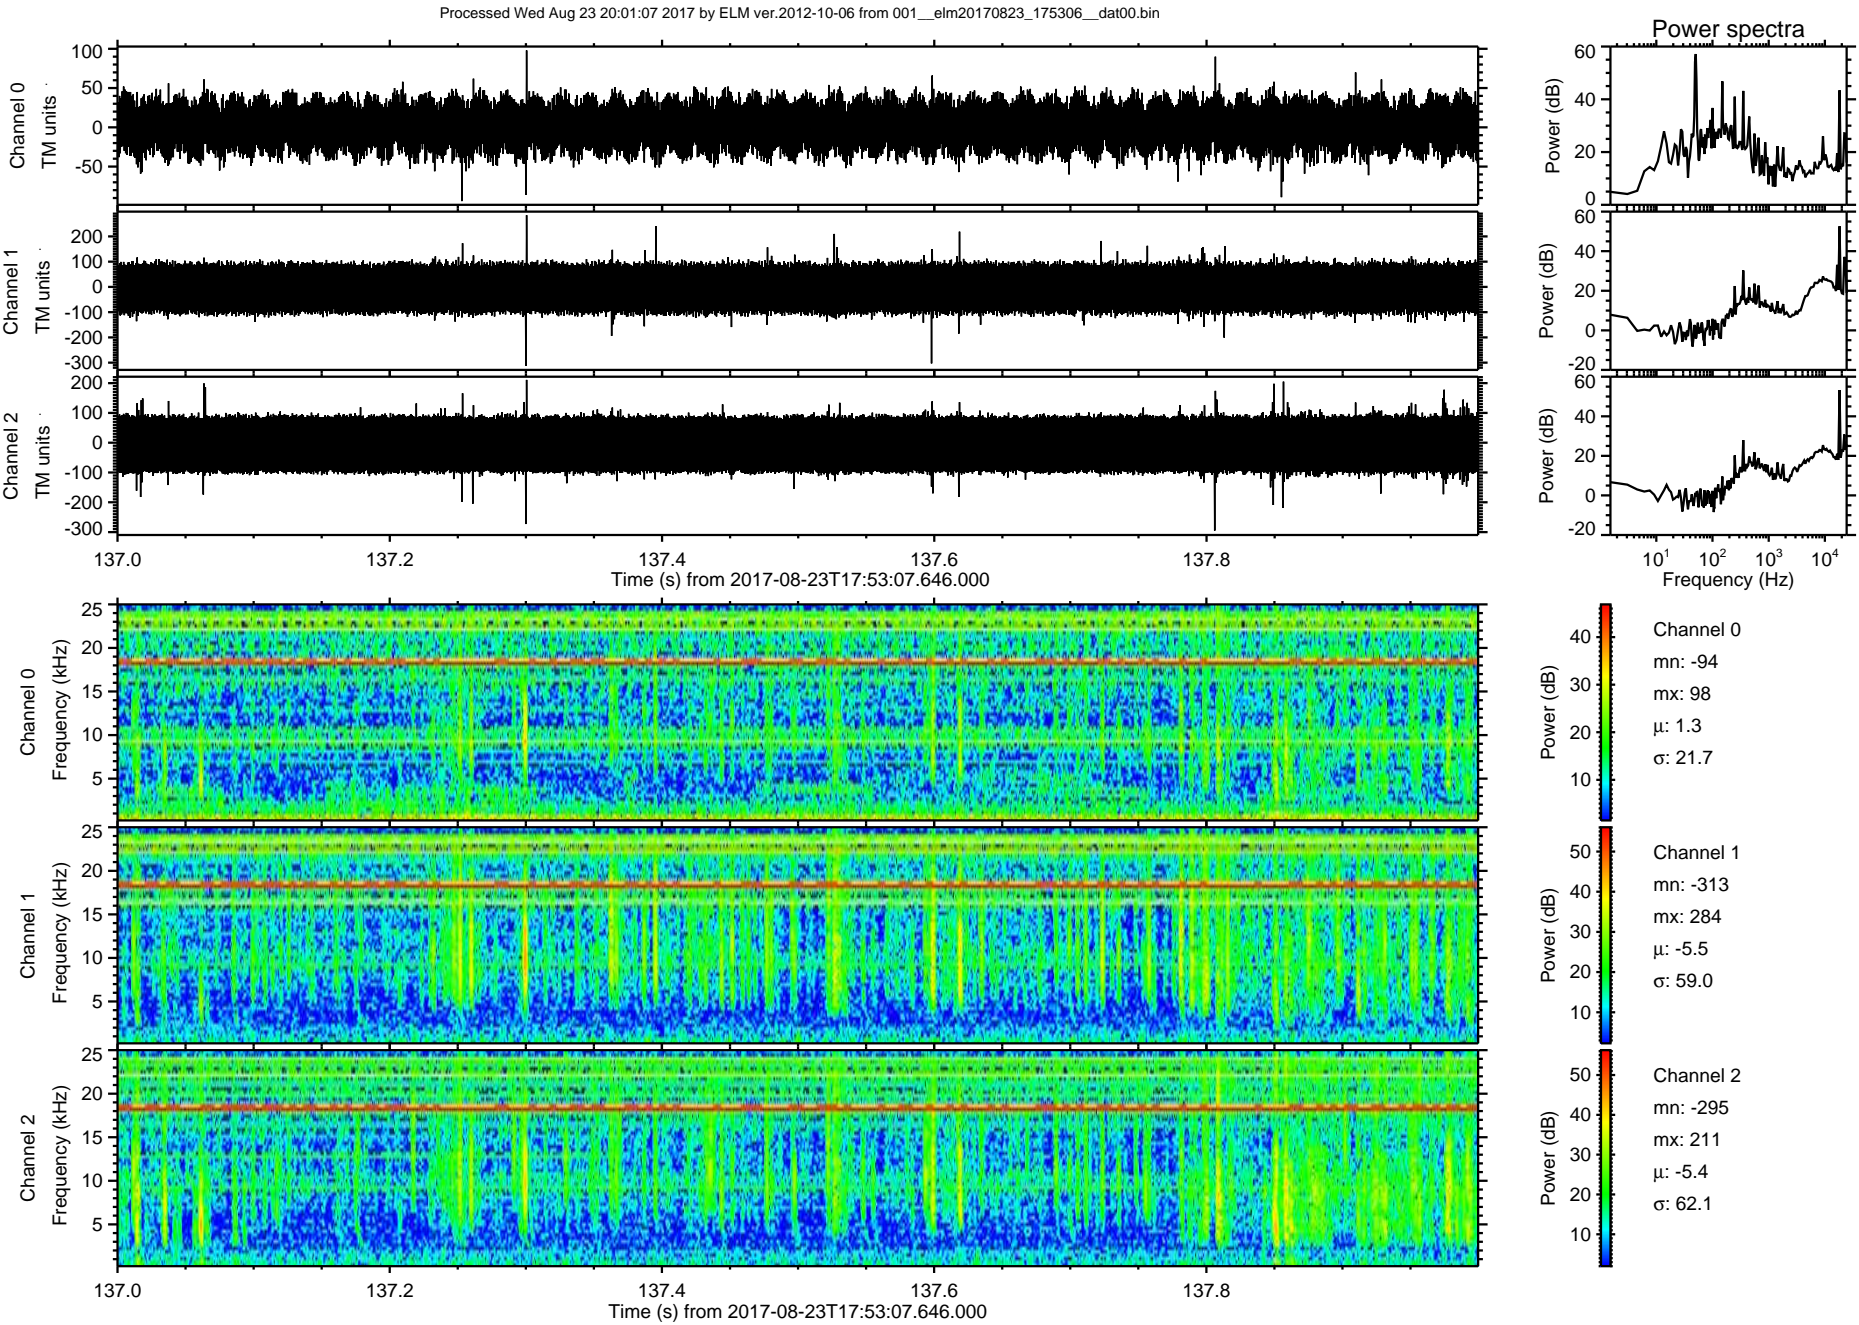 Processed Wed Aug 23 20:01:07 2017 by ELM ver.2012-10-06 from 001__elm20170823_175306__dat00.bin
Power spectra
Channel 0
TM units
100
50
0
-50
Power (dB)
60
40
20
0
Channel 1
TM units
200
100
0
-100
-200
-300
Power (dB)
60
40
20
0
-20
Channel 2
TM units
200
100
0
-100
-200
-300
Power (dB)
60
40
20
0
-20
137.0 137.2 137.4 137.6 137.8
Time (s) from 2017-08-23T17:53:07.646.000
10¹ 10² 10³ 10⁴
Frequency (Hz)
Channel 0
Frequency (kHz)
25
20
15
10
5
Power (dB)
40
30
20
10
Channel 0
mn: -94
mx: 98
μ: 1.3
σ: 21.7
Channel 1
Frequency (kHz)
25
20
15
10
5
Power (dB)
50
40
30
20
10
Channel 1
mn: -313
mx: 284
μ: -5.5
σ: 59.0
Channel 2
Frequency (kHz)
25
20
15
10
5
Power (dB)
50
40
30
20
10
Channel 2
mn: -295
mx: 211
μ: -5.4
σ: 62.1
137.0 137.2 137.4 137.6 137.8
Time (s) from 2017-08-23T17:53:07.646.000